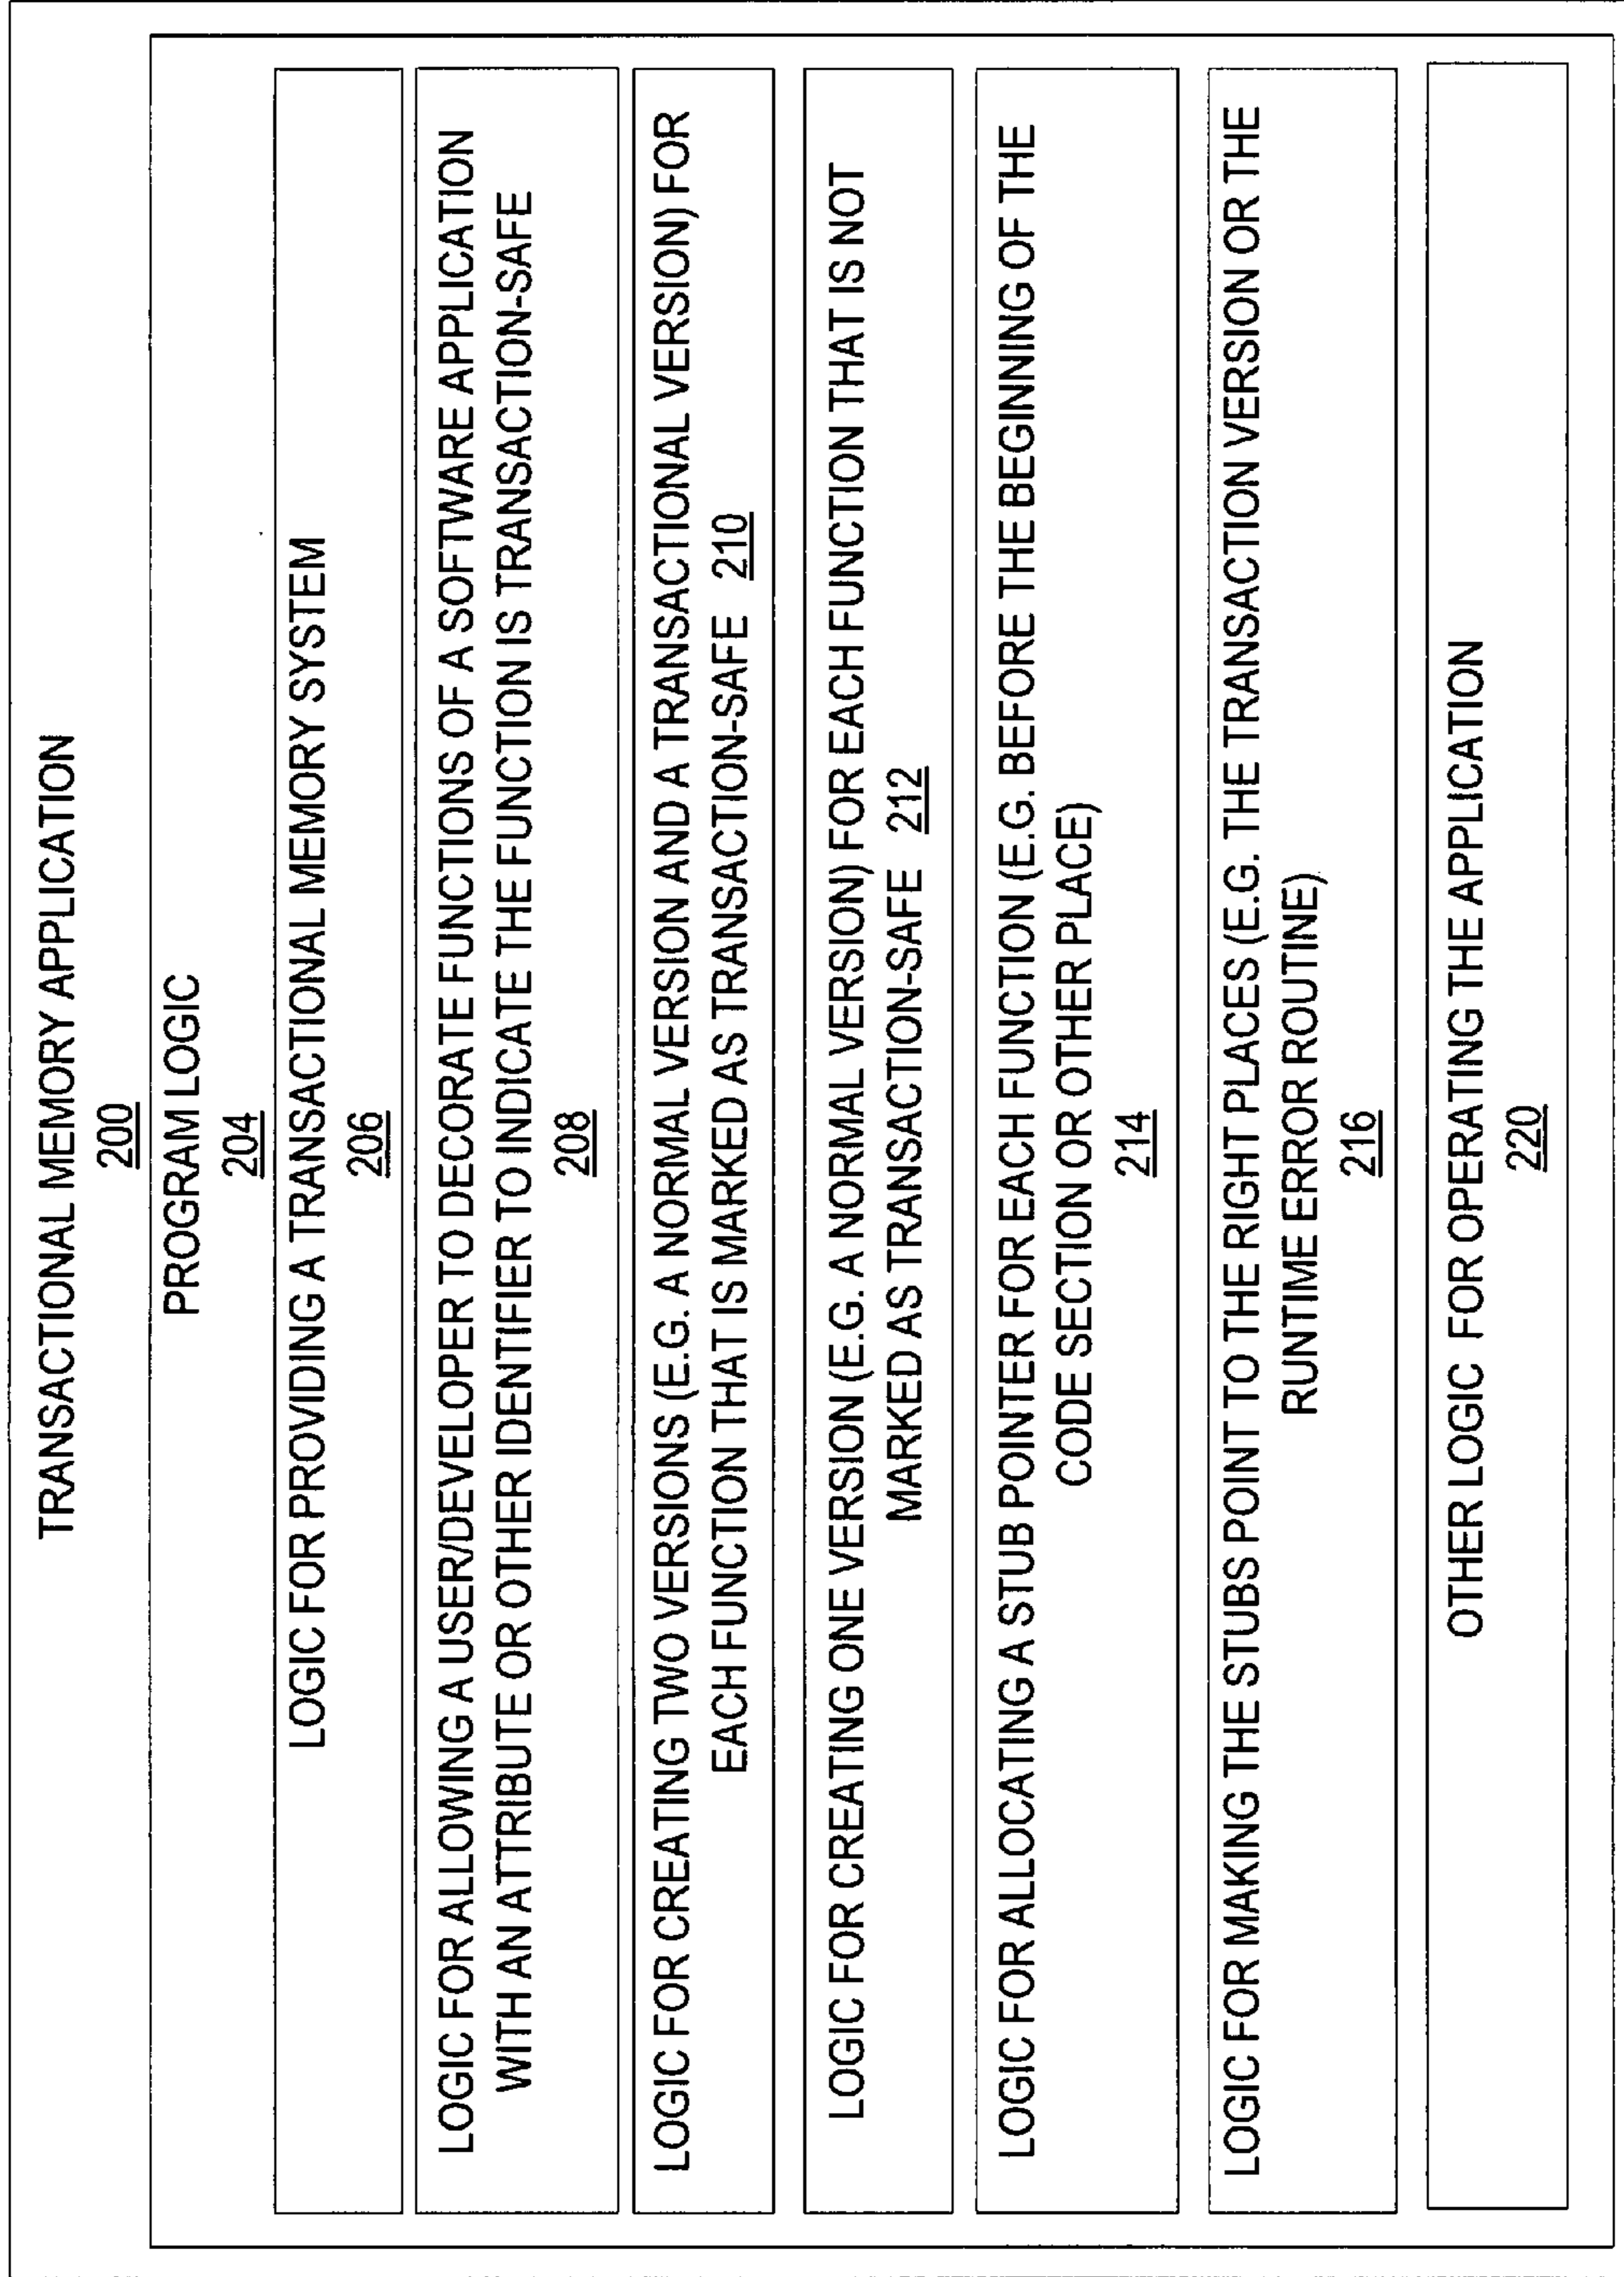 TRANSACTIONAL MEMORY APPLICATION
200
PROGRAM LOGIC
204
LOGIC FOR PROVIDING A TRANSACTIONAL MEMORY SYSTEM
206
LOGIC FOR ALLOWING A USER/DEVELOPER TO DECORATE FUNCTIONS OF A SOFTWARE APPLICATION
WITH AN ATTRIBUTE OR OTHER IDENTIFIER TO INDICATE THE FUNCTION IS TRANSACTION-SAFE
208
LOGIC FOR CREATING TWO VERSIONS (E.G. A NORMAL VERSION AND A TRANSACTIONAL VERSION) FOR
EACH FUNCTION THAT IS MARKED AS TRANSACTION-SAFE 210
LOGIC FOR CREATING ONE VERSION (E.G. A NORMAL VERSION) FOR EACH FUNCTION THAT IS NOT
MARKED AS TRANSACTION-SAFE 212
LOGIC FOR ALLOCATING A STUB POINTER FOR EACH FUNCTION (E.G. BEFORE THE BEGINNING OF THE
CODE SECTION OR OTHER PLACE)
214
LOGIC FOR MAKING THE STUBS POINT TO THE RIGHT PLACES (E.G. THE TRANSACTION VERSION OR THE
RUNTIME ERROR ROUTINE)
216
OTHER LOGIC FOR OPERATING THE APPLICATION
220